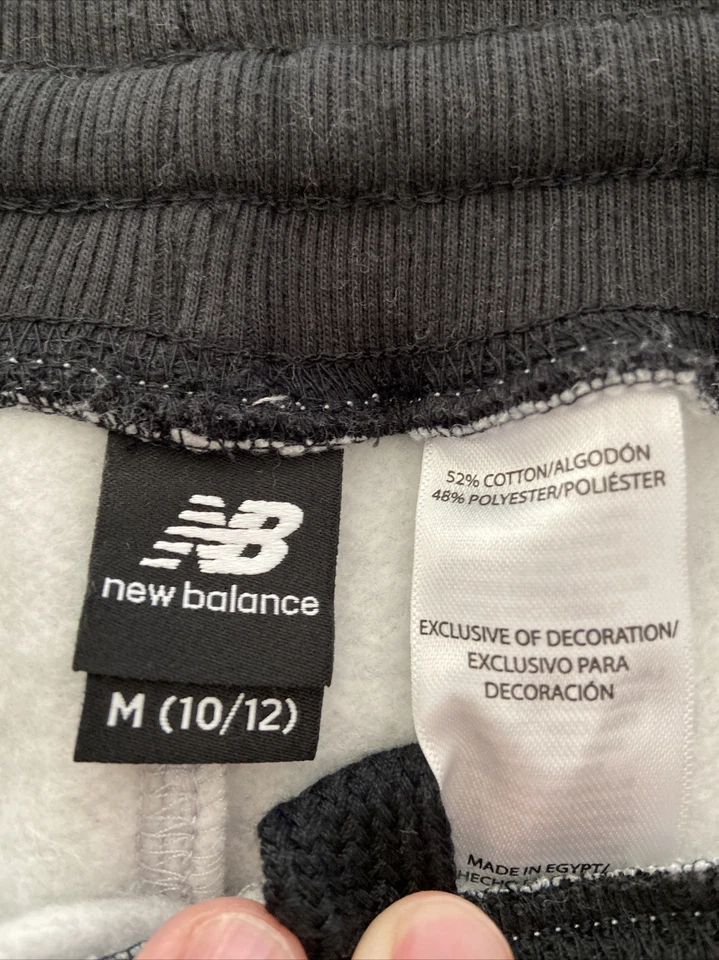 NB
new balance
M (10/12)
52% COTTON/ALGODÓN
48% POLYESTER/POLIÉSTER
EXCLUSIVE OF DECORATION/
EXCLUSIVO PARA
DECORACIÓN
MADE IN EGYPT/